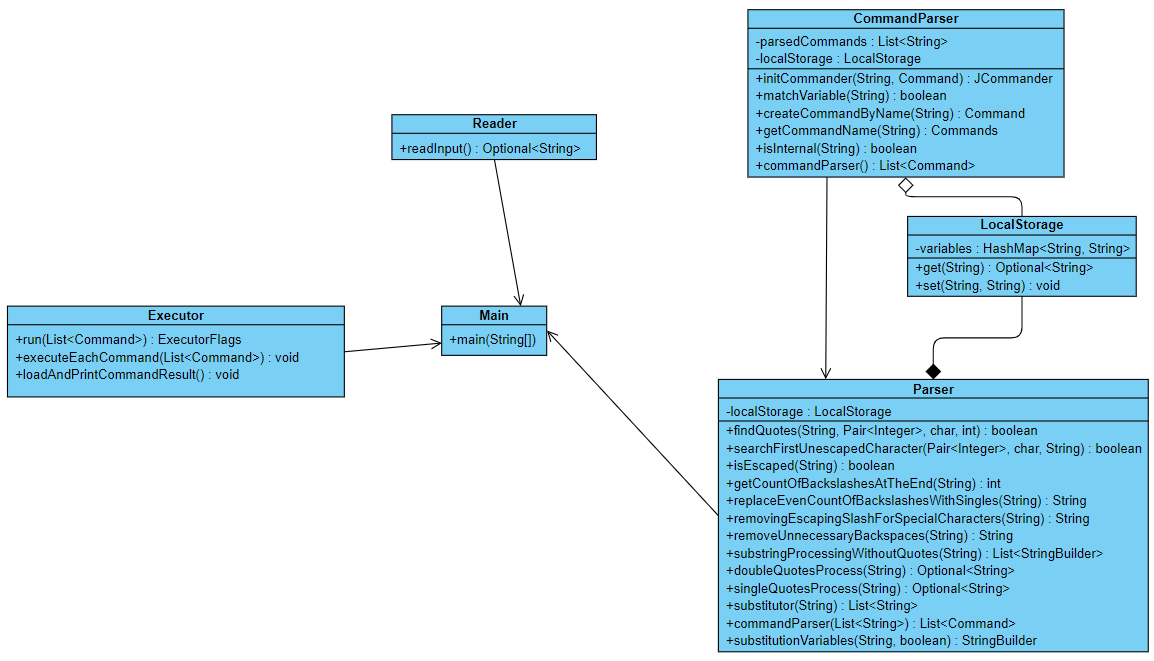 CommandParser
-parsedCommands : List<String>
-localStorage : LocalStorage
+initCommander(String, Command) : JCommander
+matchVariable(String) : boolean
+createCommandByName(String) : Command
+getCommandName(String) : Commands
+isInternal(String) : boolean
+commandParser() : List<Command>
Reader
+readInput() : Optional<String>
LocalStorage
-variables : HashMap<String, String>
+get(String) : Optional<String>
+set(String, String) : void
Executor
+run(List<Command>) : ExecutorFlags
+executeEachCommand(List<Command>) : void
+loadAndPrintCommandResult() : void
Main
+main(String[])
Parser
-localStorage : LocalStorage
+findQuotes(String, Pair<Integer>, char, int) : boolean
+searchFirstUnescapedCharacter(Pair<Integer>, char, String) : boolean
+isEscaped(String) : boolean
+getCountOfBackslashesAtTheEnd(String) : int
+replaceEvenCountOfBackslashesWithSingles(String) : String
+removingEscapingSlashForSpecialCharacters(String) : String
+removeUnnecessaryBackspaces(String) : String
+substringProcessingWithoutQuotes(String) : List<StringBuilder>
+doubleQuotesProcess(String) : Optional<String>
+singleQuotesProcess(String) : Optional<String>
+substitutor(String) : List<String>
+commandParser(List<String>) : List<Command>
+substitutionVariables(String, boolean) : StringBuilder